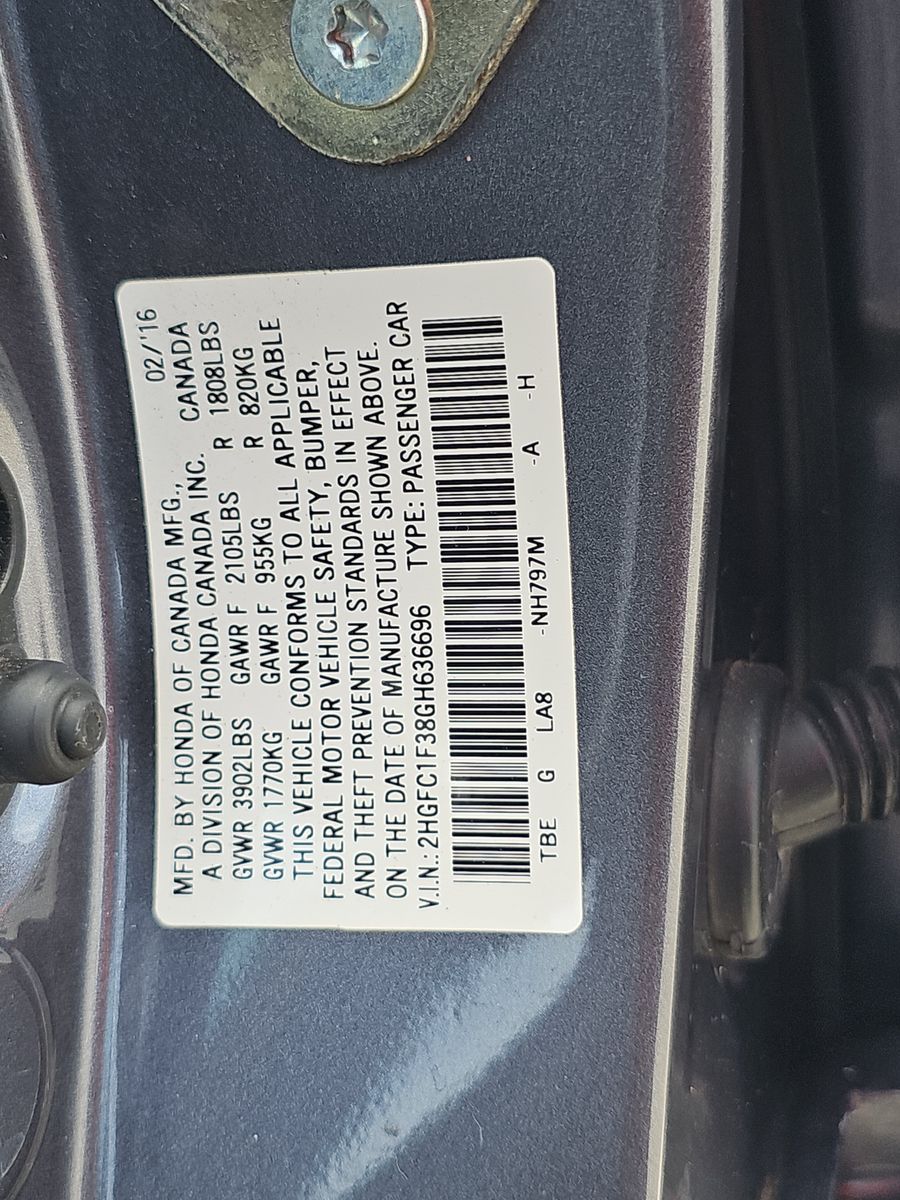 02/'16
MFD. BY HONDA OF CANADA MFG.,
A DIVISION OF HONDA CANADA INC. CANADA
GVWR 3902LBS GAWR F 2105LBS R 1808LBS
GVWR 1770KG GAWR F 955KG R 820KG
THIS VEHICLE CONFORMS TO ALL APPLICABLE
FEDERAL MOTOR VEHICLE SAFETY, BUMPER,
AND THEFT PREVENTION STANDARDS IN EFFECT
ON THE DATE OF MANUFACTURE SHOWN ABOVE.
V.I.N.: 2HGFC1F38GH636696 TYPE: PASSENGER CAR
TBE G LA8 -NH797M -A -H